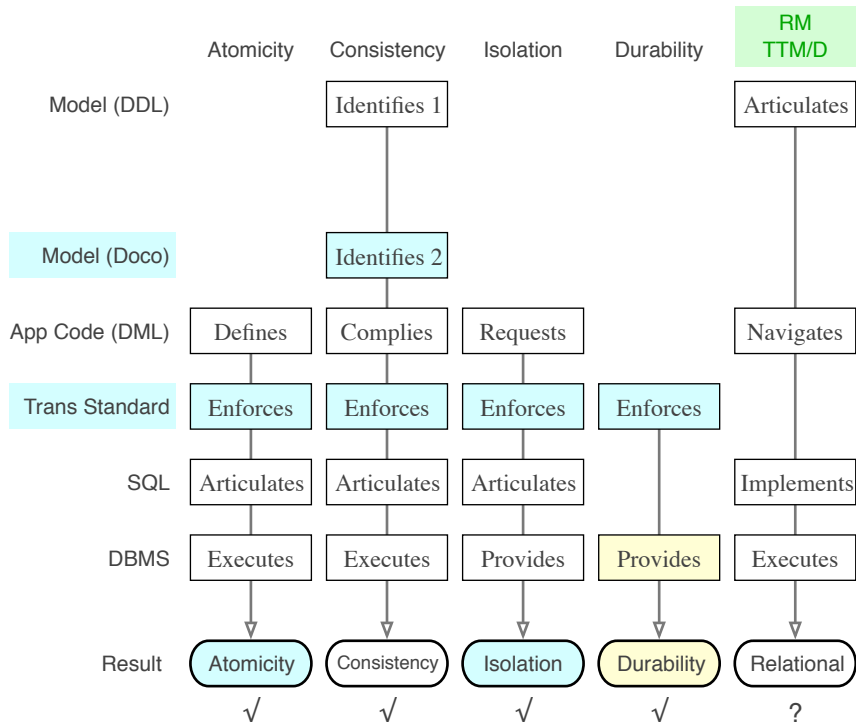 RM
Atomicity Consistency Isolation Durability TTM/D
Model (DDL) Identifies 1 Articulates
Model (Doco) Identifies 2
App Code (DML) Defines Complies Requests Navigates
Trans Standard Enforces Enforces Enforces Enforces
SQL Articulates Articulates Articulates Implements
DBMS Executes Executes Provides Provides Executes
Result Atomicity Consistency Isolation Durability Relational
√ √ √ √ ?